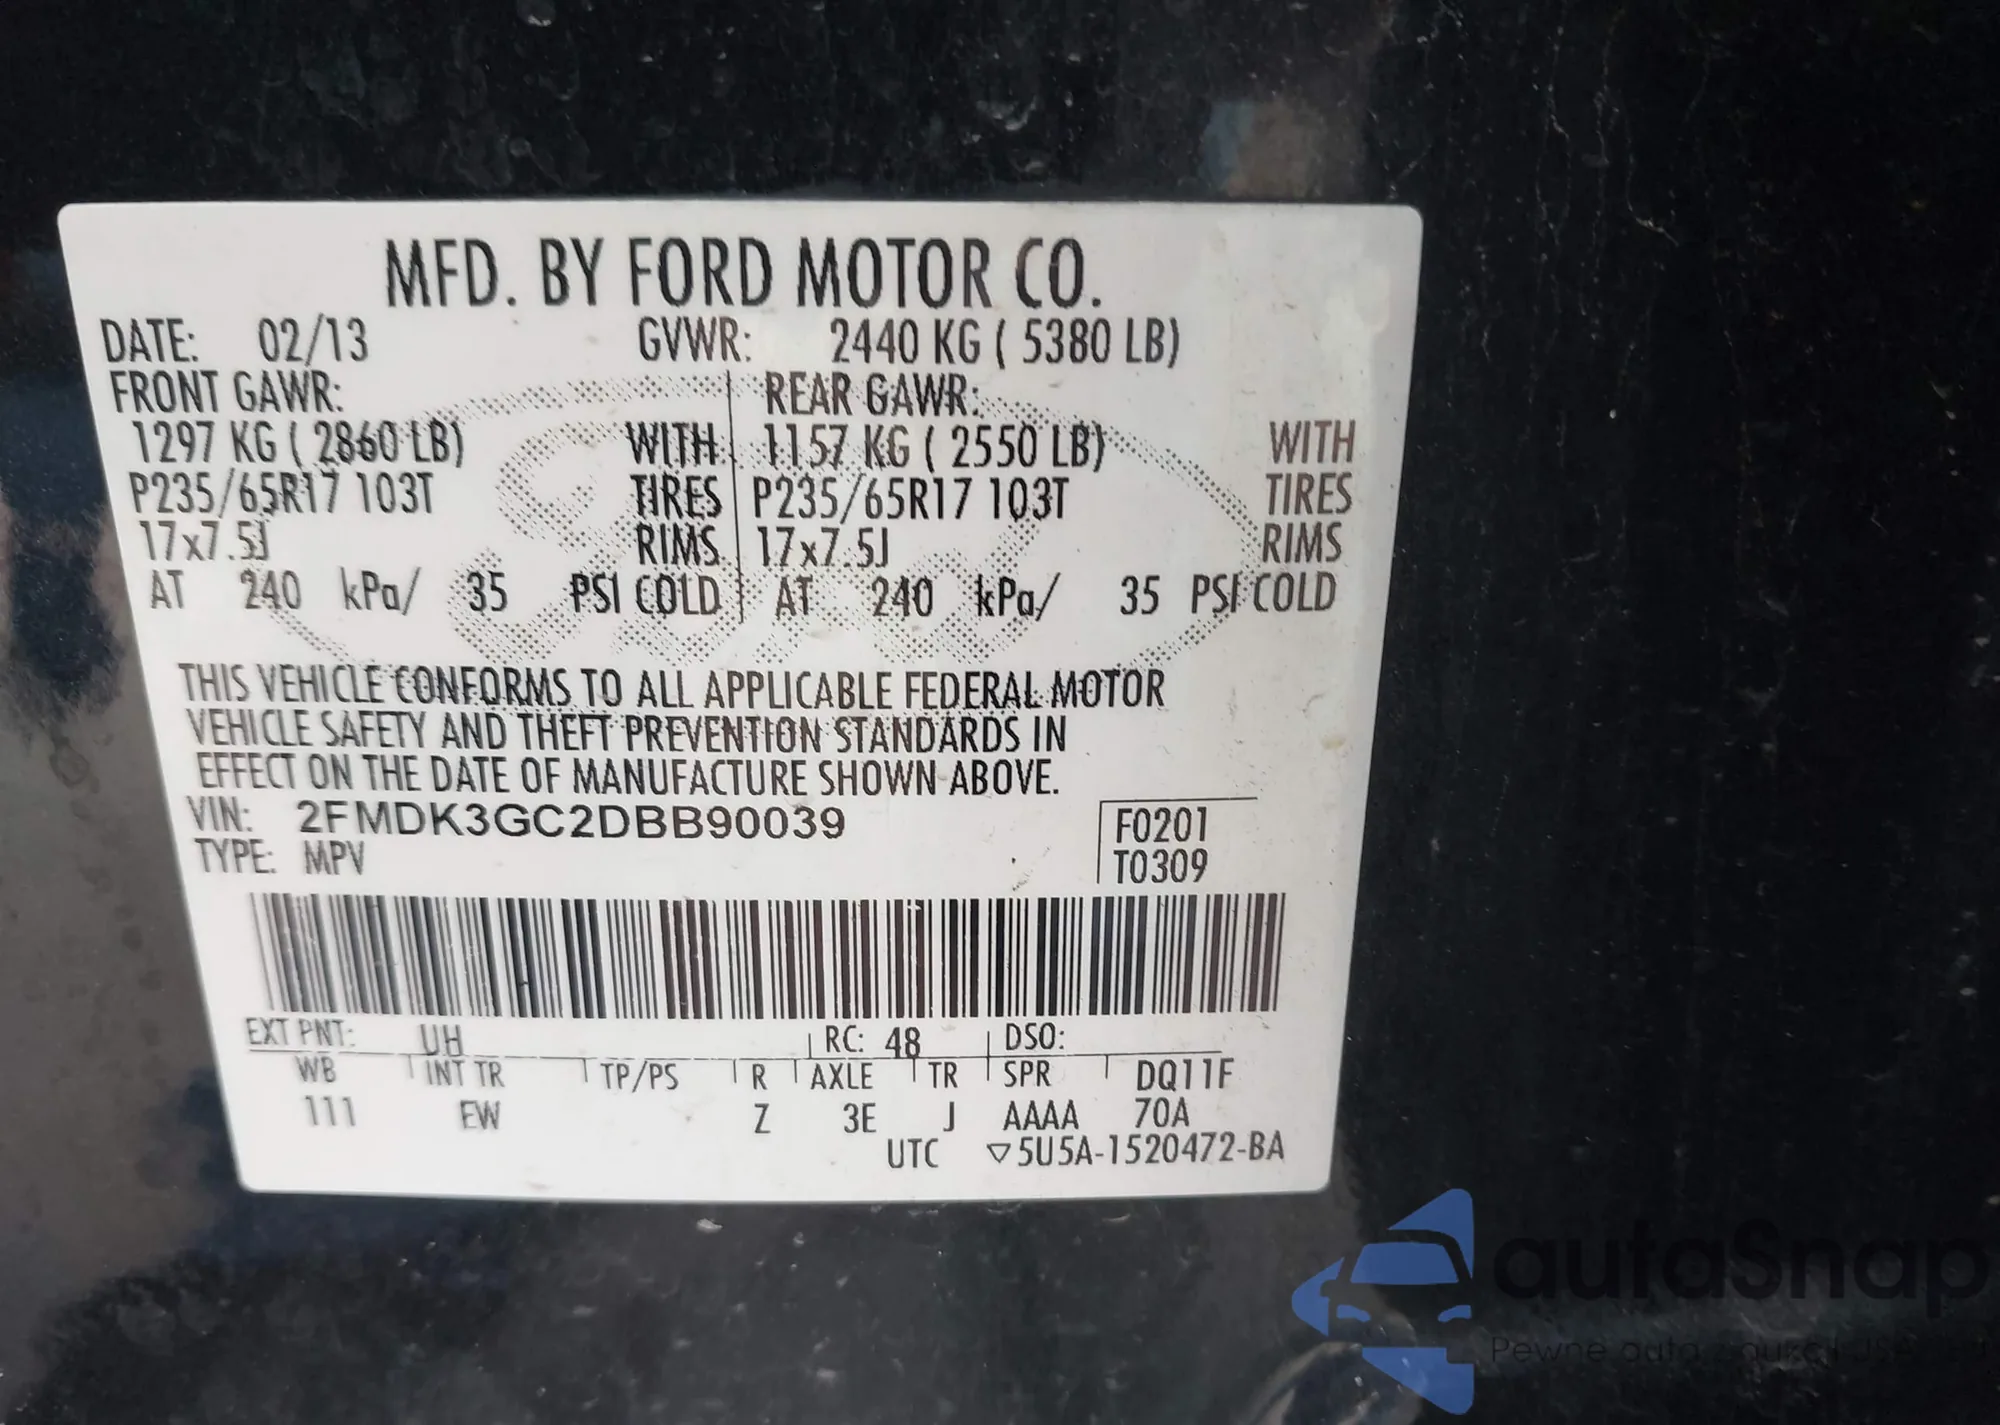 MFD. BY FORD MOTOR CO.
DATE: 02/13 GVWR: 2440 KG ( 5380 LB)
FRONT GAWR: REAR GAWR:
1297 KG ( 2860 LB) WITH 1157 KG ( 2550 LB) WITH
P235/65R17 103T TIRES P235/65R17 103T TIRES
17x7.5J RIMS 17x7.5J RIMS
AT 240 kPa/ 35 PSI COLD AT 240 kPa/ 35 PSI COLD
THIS VEHICLE CONFORMS TO ALL APPLICABLE FEDERAL MOTOR
VEHICLE SAFETY AND THEFT PREVENTION STANDARDS IN
EFFECT ON THE DATE OF MANUFACTURE SHOWN ABOVE.
VIN: 2FMDK3GC2DBB90039 F0201
TYPE: MPV T0309
EXT PNT: UH RC: 48 DSO:
WB INT TR TP/PS R AXLE TR SPR DQ11F
111 EW Z 3E J AAAA 70A
UTC ▽5U5A-1520472-BA
autaSnap
Pewne auta z aukcji USA